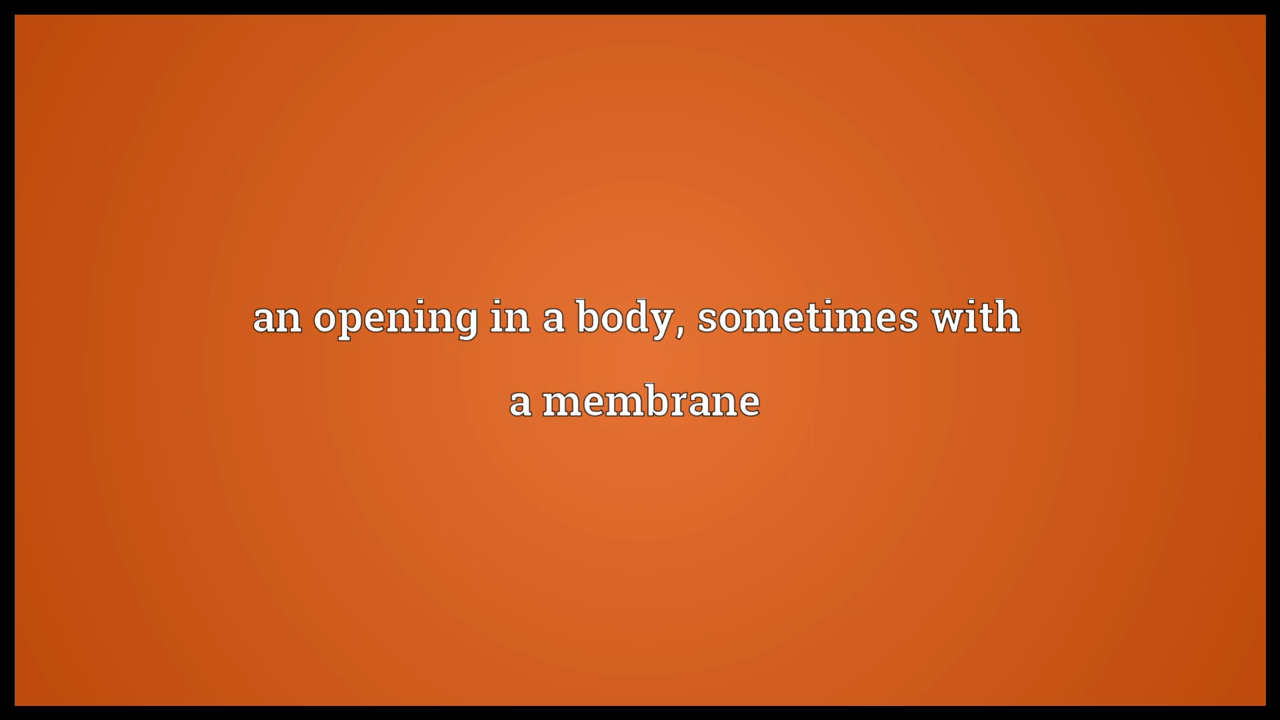 an opening in a body, sometimes with
a membrane